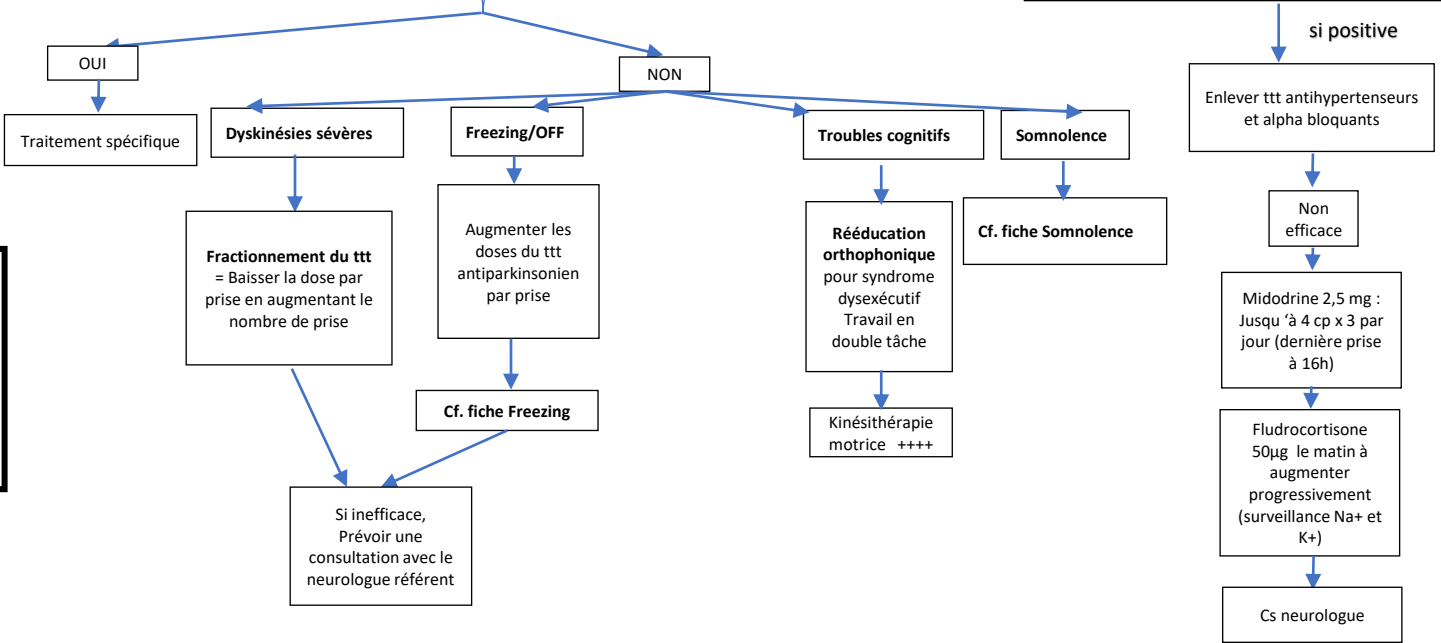 si positive
OUI
NON
Enlever ttt antihypertenseurs
et alpha bloquants
Traitement spécifique
Dyskinésies sévères
Freezing/OFF
Troubles cognitifs
Somnolence
Fractionnement du ttt
= Baisser la dose par
prise en augmentant le
nombre de prise
Augmenter les
doses du ttt
antiparkinsonien
par prise
Rééducation
orthophonique
pour syndrome
dysexécutif
Travail en
double tâche
Cf. fiche Somnolence
Non
efficace
Midodrine 2,5 mg :
Jusqu ‘à 4 cp x 3 par
jour (dernière prise
à 16h)
Cf. fiche Freezing
Kinésithérapie
motrice ++++
Fludrocortisone
50µg le matin à
augmenter
progressivement
(surveillance Na+ et
K+)
Si inefficace,
Prévoir une
consultation avec le
neurologue référent
Cs neurologue